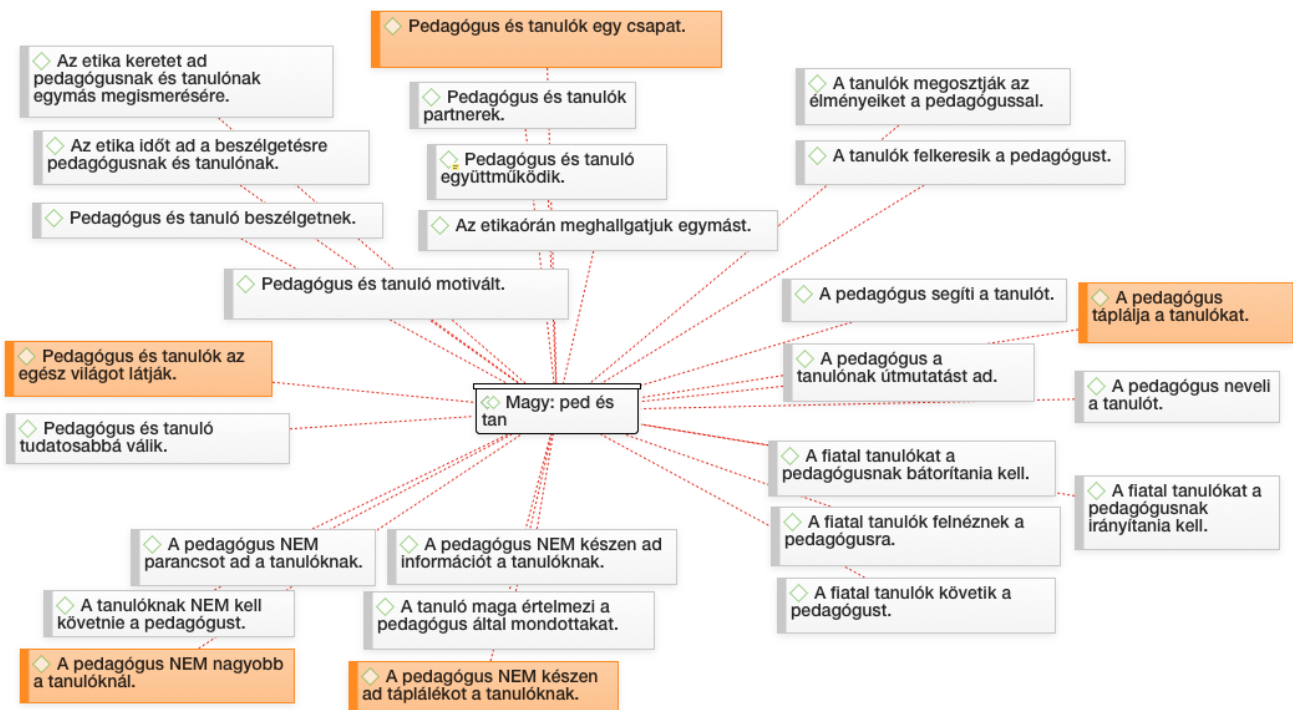 Pedagógus és tanulók egy csapat.
Az etika keretet ad
pedagógusnak és tanulónak
egymás megismerésére.
Pedagógus és tanulók
partnerek.
A tanulók megosztják az
élményeiket a pedagógussal.
Az etika időt ad a beszélgetésre
pedagógusnak és tanulónak.
Pedagógus és tanuló
együttműködik.
A tanulók felkeresik a pedagógust.
Pedagógus és tanuló beszélgetnek.
Az etikaórán meghallgatjuk egymást.
Pedagógus és tanuló motivált.
A pedagógus segíti a tanulót.
A pedagógus
táplálja a tanulókat.
Pedagógus és tanulók az
egész világot látják.
A pedagógus a
tanulónak útmutatást ad.
A pedagógus neveli
a tanulót.
Magy: ped és
tan
Pedagógus és tanuló
tudatosabbá válik.
A fiatal tanulókat a
pedagógusnak bátorítania kell.
A fiatal tanulókat a
pedagógusnak
irányítania kell.
A fiatal tanulók felnéznek a
pedagógusra.
A pedagógus NEM
parancsot ad a tanulóknak.
A pedagógus NEM készen ad
információt a tanulóknak.
A fiatal tanulók követik a
pedagógust.
A tanulóknak NEM kell
követnie a pedagógust.
A tanuló maga értelmezi a
pedagógus által mondottakat.
A pedagógus NEM nagyobb
a tanulóknál.
A pedagógus NEM készen
ad táplálékot a tanulóknak.